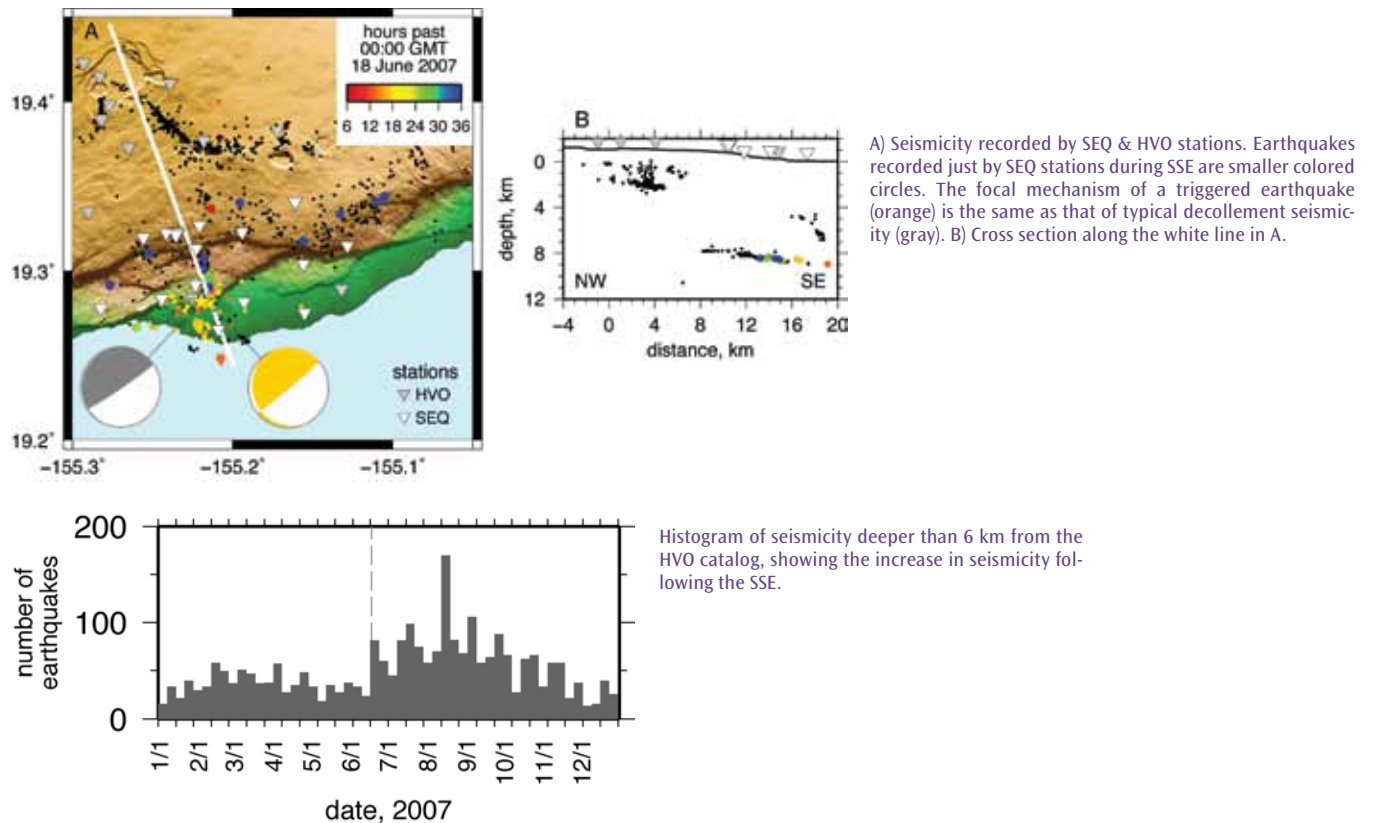 A
hours past
00:00 GMT
18 June 2007
6 12 18 24 30 36
19.4°
19.3°
19.2°
stations
HVO
SEQ
−155.3° −155.2° −155.1°
B
depth, km
0
4
8
12
NW SE
−4 0 4 8 12 16 20
distance, km
A) Seismicity recorded by SEQ & HVO stations. Earthquakes
recorded just by SEQ stations during SSE are smaller colored
circles. The focal mechanism of a triggered earthquake
(orange) is the same as that of typical decollement seismic-
ity (gray). B) Cross section along the white line in A.
number of
earthquakes
200
100
0
1/1 2/1 3/1 4/1 5/1 6/1 7/1 8/1 9/1 10/1 11/1 12/1
date, 2007
Histogram of seismicity deeper than 6 km from the
HVO catalog, showing the increase in seismicity fol-
lowing the SSE.